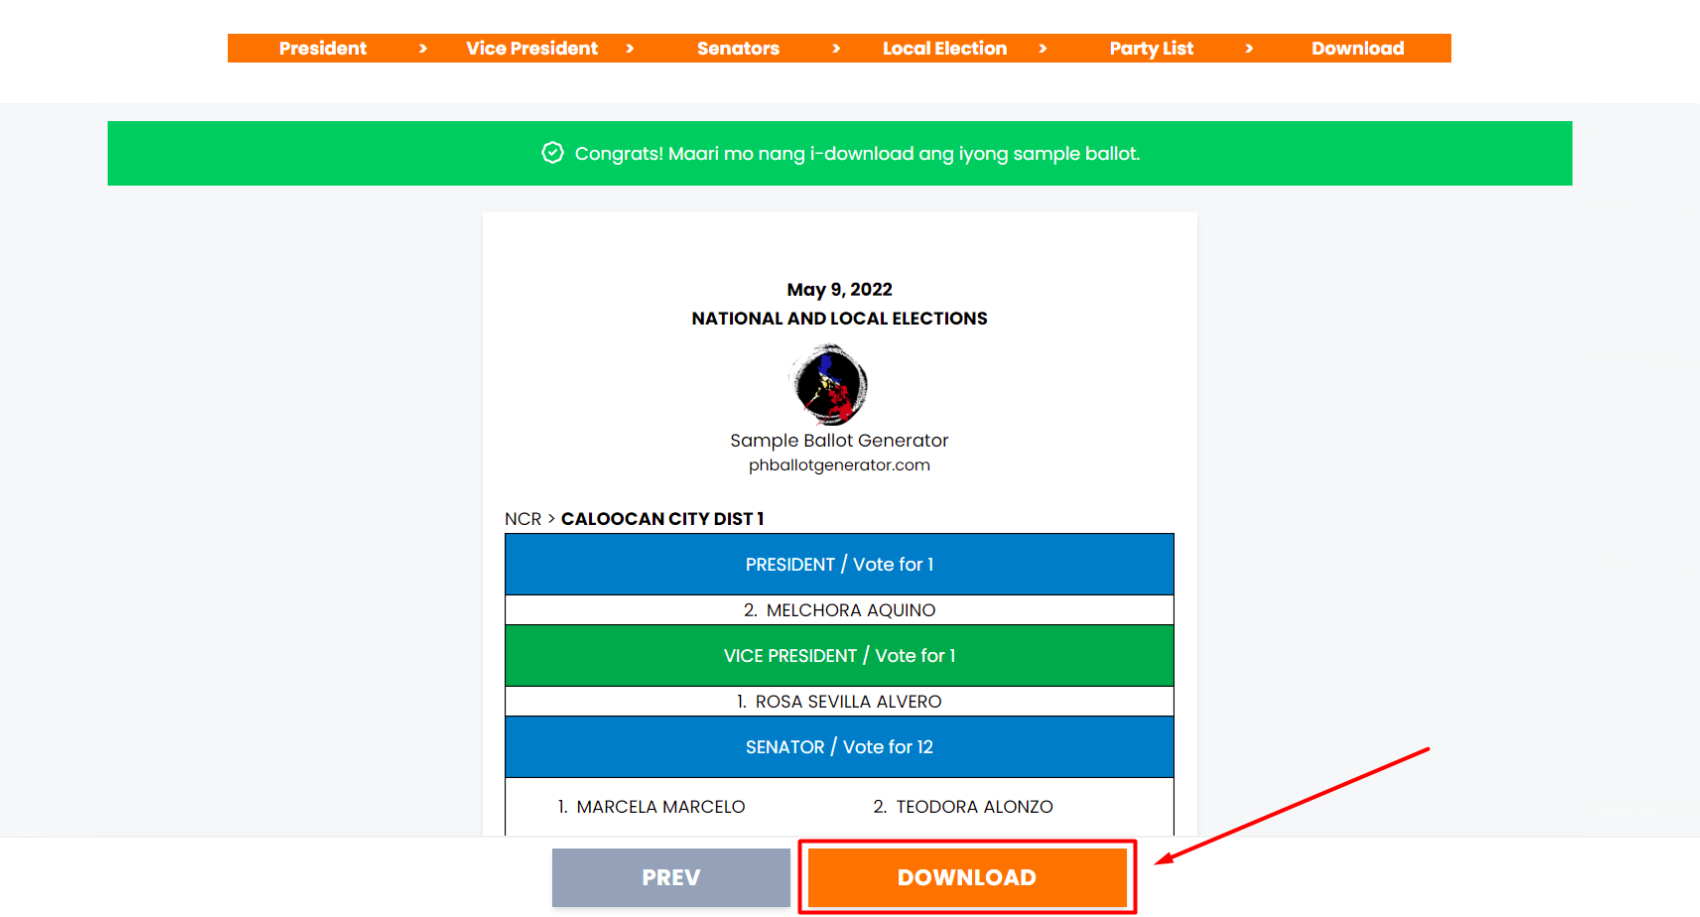 President > Vice President > Senators > Local Election > Party List > Download
Congrats! Maari mo nang i-download ang iyong sample ballot.
May 9, 2022
NATIONAL AND LOCAL ELECTIONS
Sample Ballot Generator
phballotgenerator.com
NCR > CALOOCAN CITY DIST 1
PRESIDENT / Vote for 1
2. MELCHORA AQUINO
VICE PRESIDENT / Vote for 1
1. ROSA SEVILLA ALVERO
SENATOR / Vote for 12
1. MARCELA MARCELO 2. TEODORA ALONZO
PREV DOWNLOAD